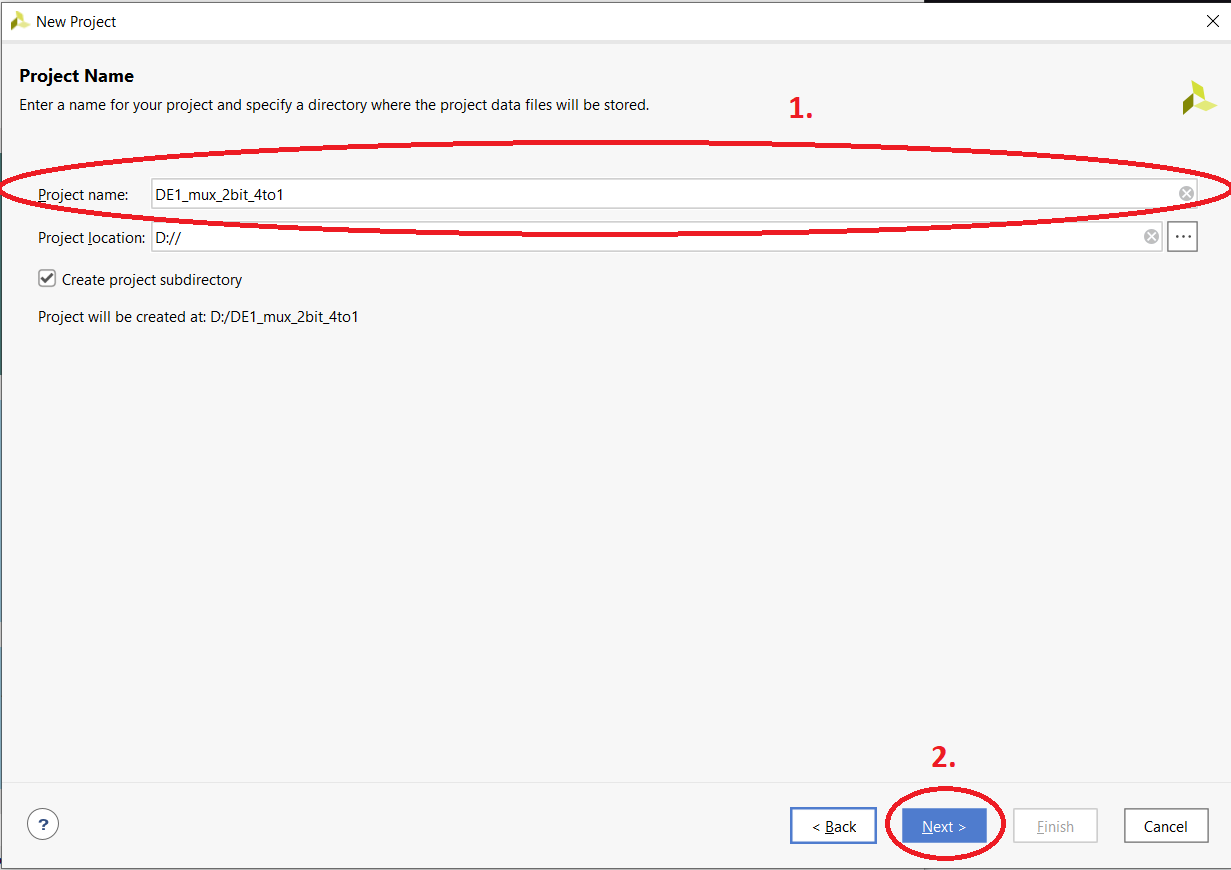 New Project
Project Name
Enter a name for your project and specify a directory where the project data files will be stored.
1.
Project name: DE1_mux_2bit_4to1
Project location: D://
...
Create project subdirectory
Project will be created at: D:/DE1_mux_2bit_4to1
2.
?
< Back
Next >
Finish
Cancel